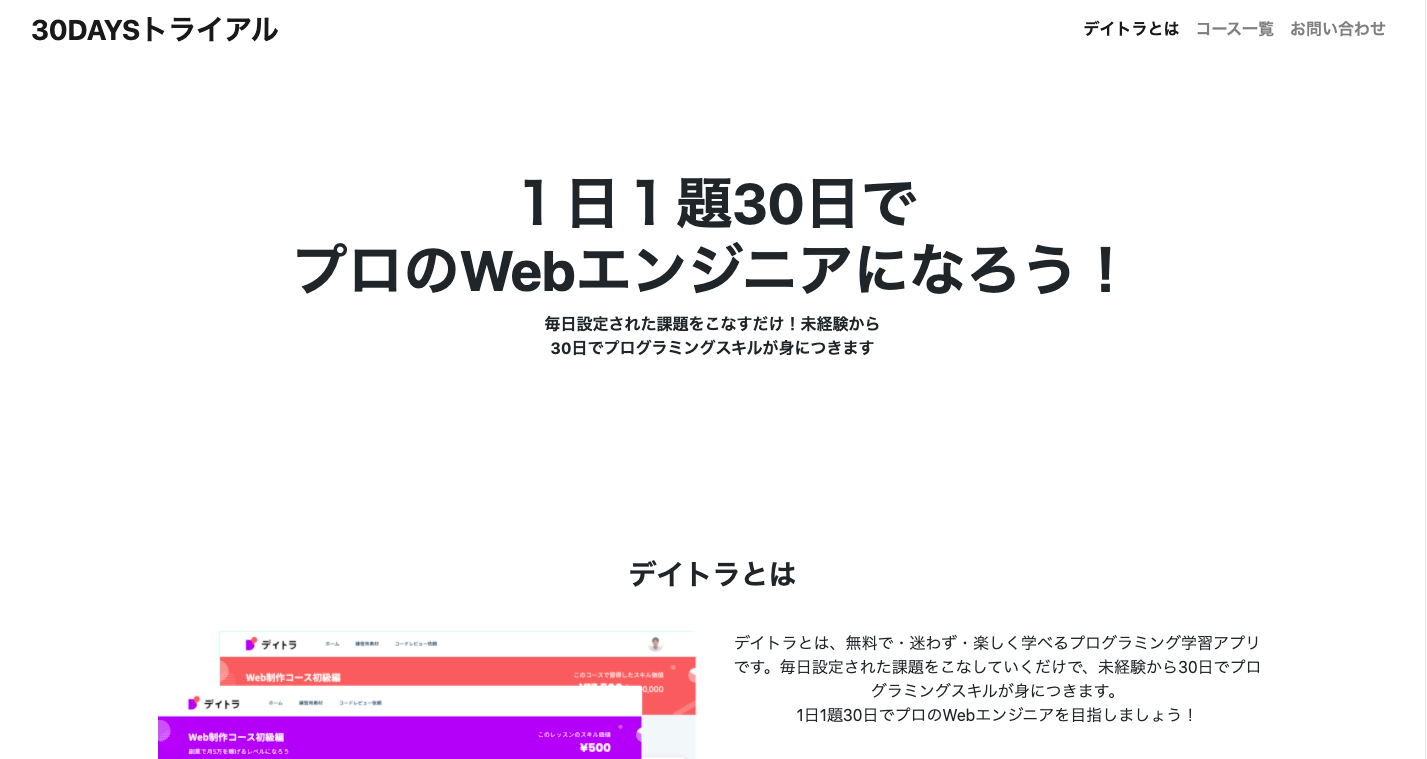 30DAYSトライアル
デイトラとは コース一覧 お問い合わせ
１日１題30日で
プロのWebエンジニアになろう！
毎日設定された課題をこなすだけ！未経験から
30日でプログラミングスキルが身につきます
デイトラとは
デイトラ ホーム 練習用素材 コードレビュー依頼
Web制作コース初級編
このコースで習得したスキル価値
デイトラ ホーム 練習用素材 コードレビュー依頼
Web制作コース初級編
副業で月5万を稼げるレベルになろう
このレッスンのスキル価値
¥500
デイトラとは、無料で・迷わず・楽しく学べるプログラミング学習アプリ
です。毎日設定された課題をこなしていくだけで、未経験から30日でプロ
グラミングスキルが身につきます。
1日1題30日でプロのWebエンジニアを目指しましょう！